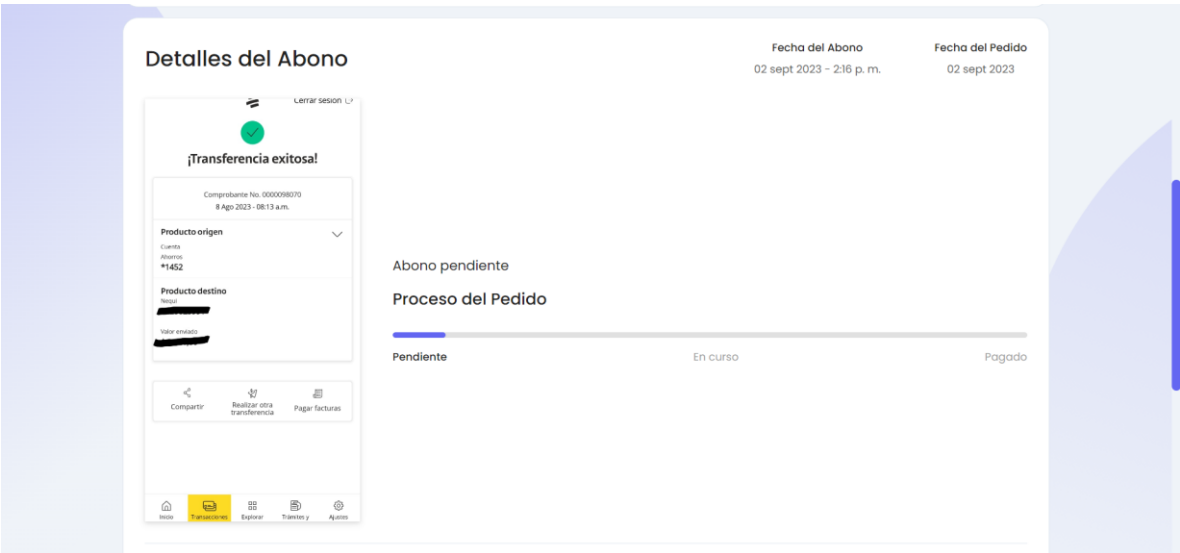 Detalles del Abono
Fecha del Abono
02 sept 2023 - 2:16 p. m.
Fecha del Pedido
02 sept 2023
Cerrar sesión
¡Transferencia exitosa!
Comprobante No. 0000098070
8 Ago 2023 - 08:13 a.m.
Producto origen
Cuenta
Ahorros
*1452
Producto destino
Nequi
Valor enviado
Compartir
Realizar otra
transferencia
Pagar facturas
Inicio
Transacciones
Explorar
Trámites y
Ajustes
Abono pendiente
Proceso del Pedido
Pendiente
En curso
Pagado